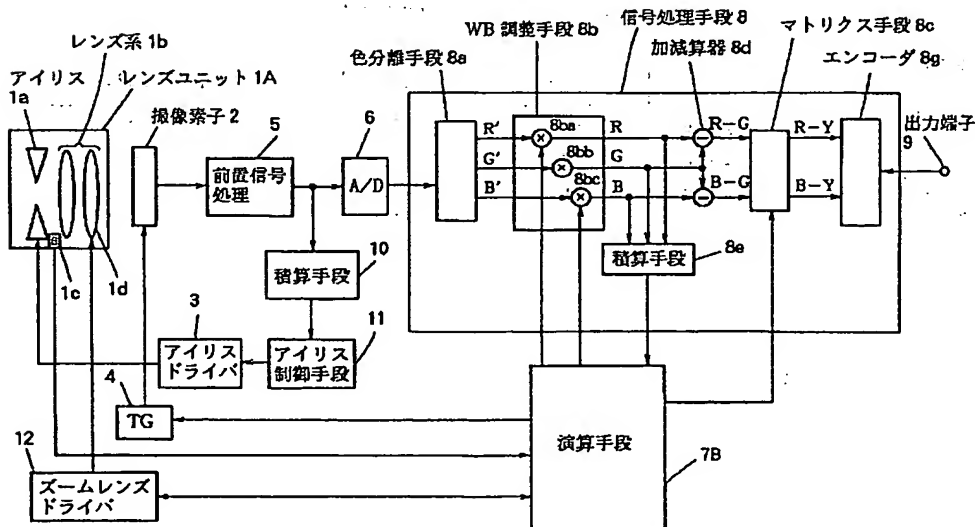 レンズ系 1b
アイリス レンズユニット 1A
1a
撮像素子 2
5
前置信号
処理
6
A/D
色分離手段 8a
WB 調整手段 8b
信号処理手段 8
加減算器 8d
マトリクス手段 8c
エンコーダ 8g
R'
G'
B'
8ba
8bb
8bc
R
G
B
R-G
B-G
R-Y
B-Y
出力端子
9
積算手段
8e
1c
1d
積算手段
10
3
アイリス
ドライバ
11
アイリス
制御手段
4
TG
12
ズームレンズ
ドライバ
演算手段
7B